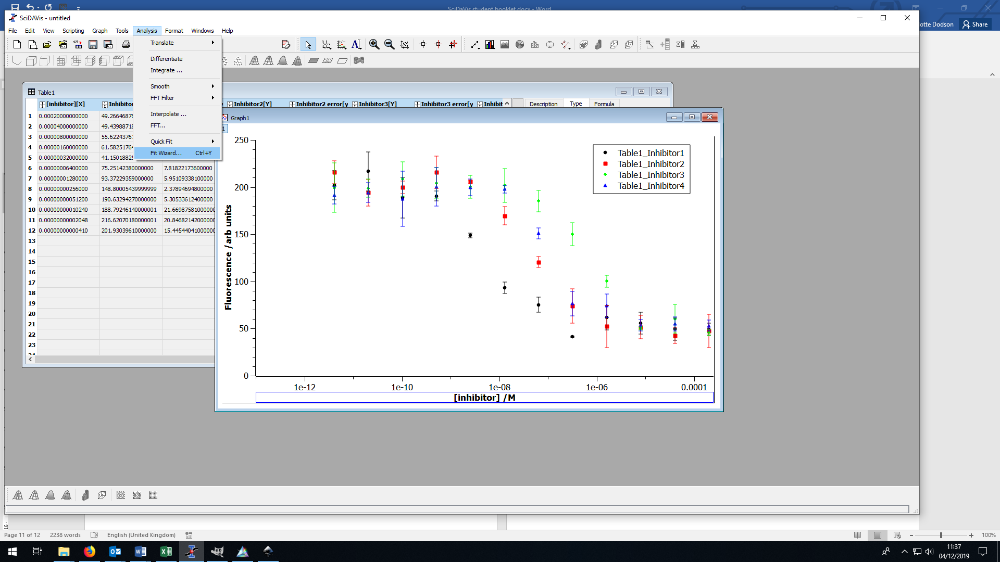 SciDaVis student booklet.docx - Word
SciDAVis - untitled
otte Dodson
Share
File Edit View Scripting Graph Tools Analysis Format Windows Help
Translate
Differentiate
Integrate ...
Smooth
FFT Filter
Interpolate ...
FFT...
Quick Fit
Fit Wizard... Ctrl+Y
Table1
[inhibitor][X] Inhibitor Inhibitor2[Y] Inhibitor2 error[y Inhibitor3[Y] Inhibitor3 error[y Inhibit
Description Type Formula
1 0.00020000000000 49.2664687
2 0.00004000000000 49.4398871
3 0.00000800000000 55.6224376
4 0.00000160000000 61.5825176
5 0.00000032000000 41.1501882
6 0.00000006400000 75.25142380000000 7.81822173600000
7 0.00000001280000 93.37229359000000 5.95109338100000
8 0.00000000256000 148.80005439999999 2.37894694800000
9 0.00000000051200 190.63294270000000 5.30533612400000
10 0.00000000010240 188.79246140000001 21.66987581000000
11 0.00000000002048 216.62070180000001 20.84682142000000
12 0.00000000000410 201.93039610000000 15.44544041000000
13
14
15
16
17
18
19
20
21
22
23
Graph1
1
Table1_Inhibitor1
Table1_Inhibitor2
Table1_Inhibitor3
Table1_Inhibitor4
Fluorescence / arb units
250
200
150
100
50
0
1e-12 1e-10 1e-08 1e-06 0.0001
[inhibitor] /M
16
Page 11 of 12 2238 words English (United Kingdom) 100%
11:37
04/12/2019